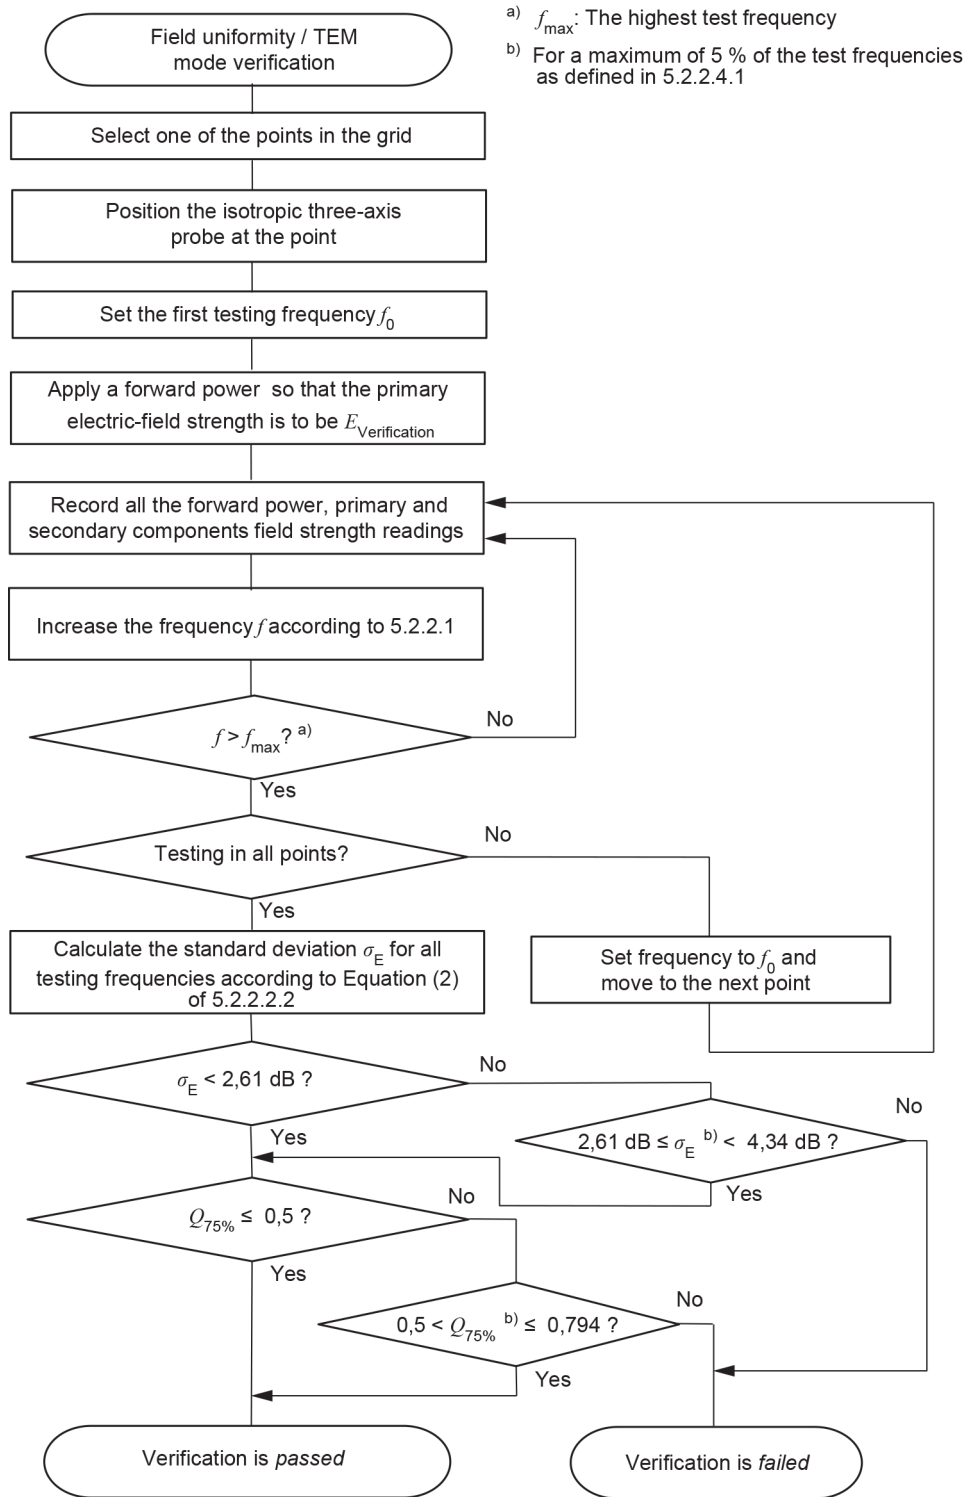 a) fmax: The highest test frequency
b) For a maximum of 5 % of the test frequencies
as defined in 5.2.2.4.1
Field uniformity / TEM
mode verification
Select one of the points in the grid
Position the isotropic three-axis
probe at the point
Set the first testing frequency f0
Apply a forward power so that the primary
electric-field strength is to be EVerification
Record all the forward power, primary and
secondary components field strength readings
Increase the frequency f according to 5.2.2.1
f > fmax? a)
No
Yes
Testing in all points?
No
Yes
Calculate the standard deviation σE for all
testing frequencies according to Equation (2)
of 5.2.2.2.2
Set frequency to f0 and
move to the next point
σE < 2,61 dB ?
No
Yes
2,61 dB ≤ σE b) < 4,34 dB ?
No
Yes
Q75% ≤ 0,5 ?
No
Yes
0,5 < Q75% b) ≤ 0,794 ?
No
Yes
Verification is passed
Verification is failed